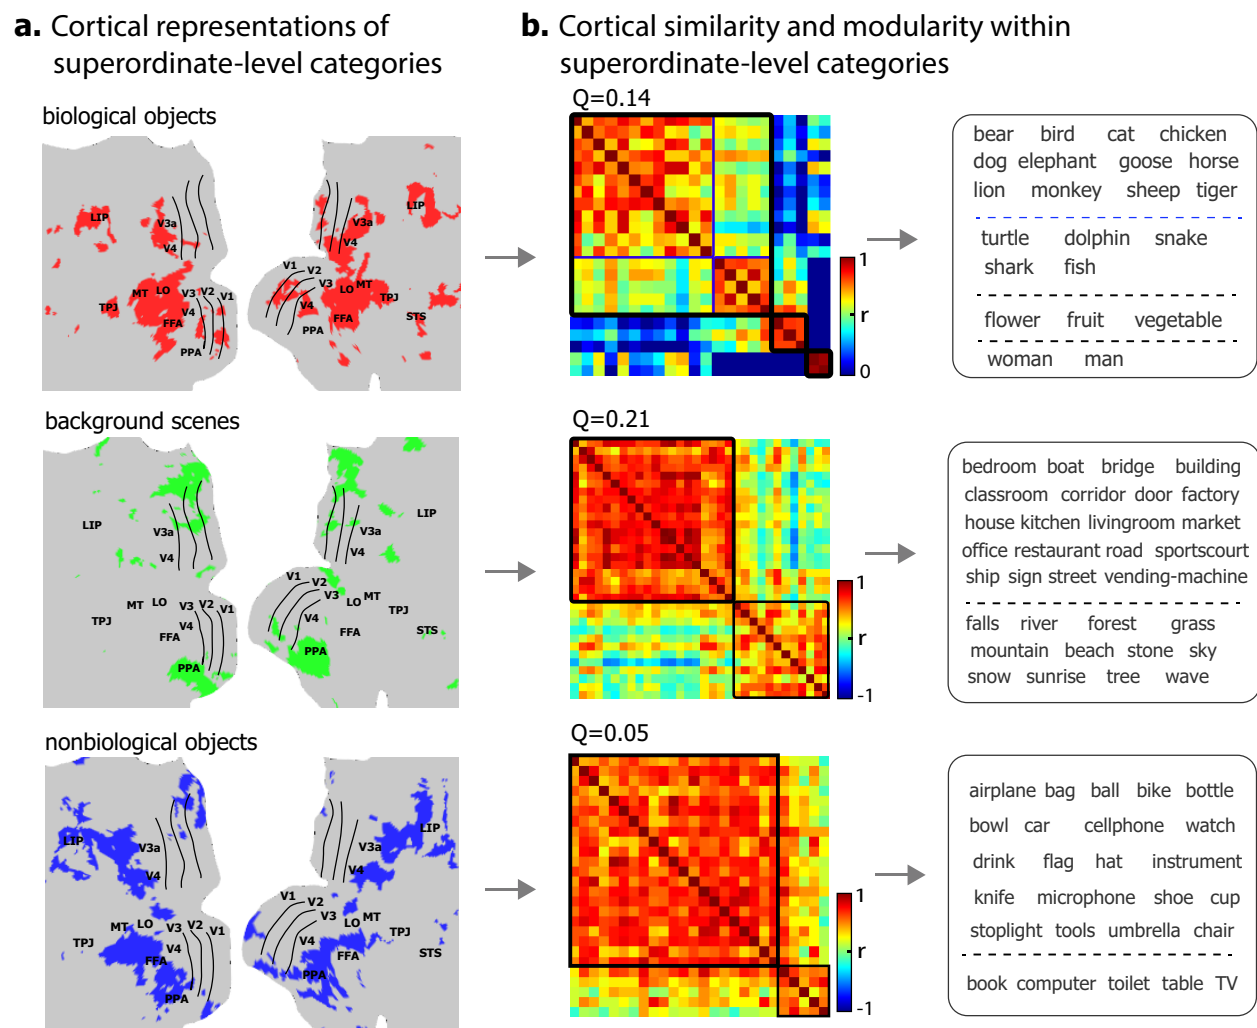 a. Cortical representations of
superordinate-level categories
b. Cortical similarity and modularity within
superordinate-level categories
biological objects
LIP
V3a
V4
MT LO V3 V2 V1
TPJ
V4
FFA
PPA
LIP
V3a
V4
V1
V2
V3
LO MT
TPJ
V4
FFA
PPA
STS
Q=0.14
1
r
0
bear bird cat chicken
dog elephant goose horse
lion monkey sheep tiger
turtle dolphin snake
shark fish
flower fruit vegetable
woman man
background scenes
LIP
V3a
V4
MT LO V3 V2 V1
TPJ
V4
FFA
PPA
LIP
V3a
V4
V1
V2
V3
LO MT
TPJ
V4
FFA
STS
PPA
Q=0.21
1
r
-1
bedroom boat bridge building
classroom corridor door factory
house kitchen livingroom market
office restaurant road sportscourt
ship sign street vending-machine
falls river forest grass
mountain beach stone sky
snow sunrise tree wave
nonbiological objects
LIP
V3a
V4
MT LO V3 V2 V1
TPJ
V4
FFA
PPA
LIP
V3a
V4
V1
V2
V3
LO MT
TPJ
V4
FFA
STS
PPA
Q=0.05
1
r
-1
airplane bag ball bike bottle
bowl car cellphone watch
drink flag hat instrument
knife microphone shoe cup
stoplight tools umbrella chair
book computer toilet table TV